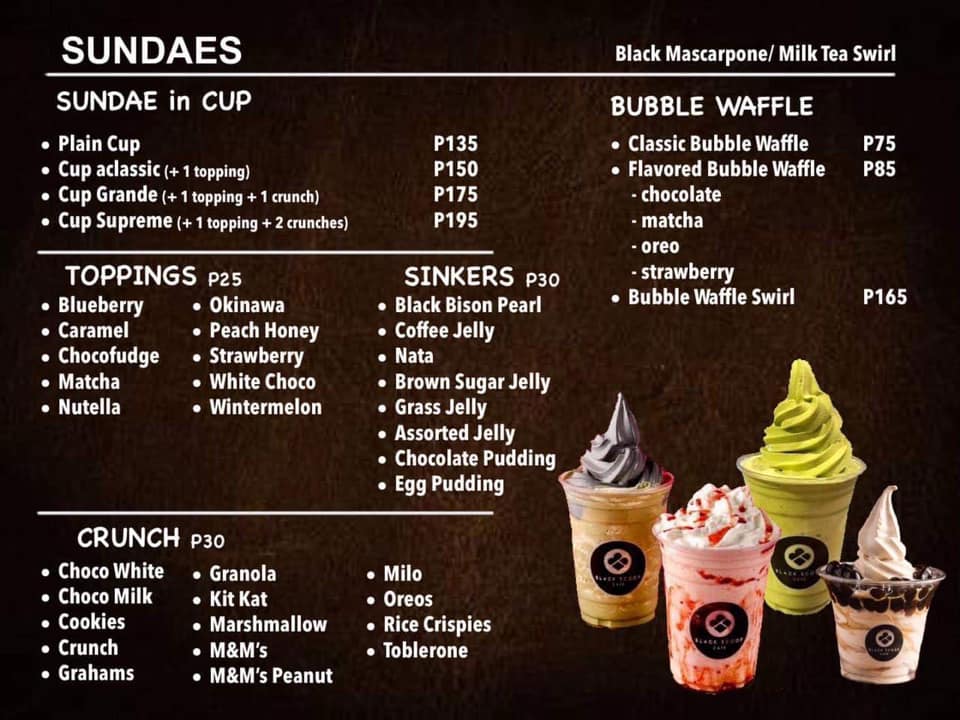 SUNDAES
Black Mascarpone/ Milk Tea Swirl
SUNDAE in CUP
• Plain Cup P135
• Cup aclassic (+ 1 topping) P150
• Cup Grande (+ 1 topping + 1 crunch) P175
• Cup Supreme (+ 1 topping + 2 crunches) P195
BUBBLE WAFFLE
• Classic Bubble Waffle P75
• Flavored Bubble Waffle P85
- chocolate
- matcha
- oreo
- strawberry
• Bubble Waffle Swirl P165
TOPPINGS P25
• Blueberry
• Caramel
• Chocofudge
• Matcha
• Nutella
• Okinawa
• Peach Honey
• Strawberry
• White Choco
• Wintermelon
SINKERS P30
• Black Bison Pearl
• Coffee Jelly
• Nata
• Brown Sugar Jelly
• Grass Jelly
• Assorted Jelly
• Chocolate Pudding
• Egg Pudding
CRUNCH P30
• Choco White
• Choco Milk
• Cookies
• Crunch
• Grahams
• Granola
• Kit Kat
• Marshmallow
• M&M's
• M&M's Peanut
• Milo
• Oreos
• Rice Crispies
• Toblerone
BLACK SCOOP
CAFE
BLACK SCOOP
CAFE
BLACK SCOOP
CAFE
BLACK SCOOP
CAFE